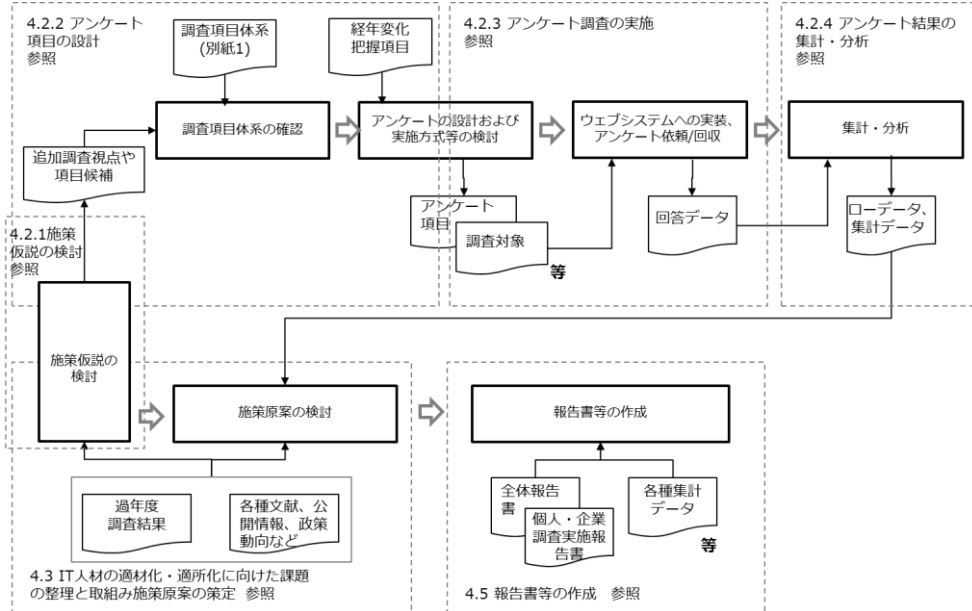 4.2.2 アンケート
項目の設計
参照
調査項目体系
(別紙1)
経年変化
把握項目
4.2.3 アンケート調査の実施
参照
4.2.4 アンケート結果の
集計・分析
参照
調査項目体系の確認
アンケートの設計および
実施方式等の検討
ウェブシステムへの実装、
アンケート依頼/回収
集計・分析
追加調査視点や
項目候補
アンケート
項目
調査対象
等
回答データ
ローデータ、
集計データ
4.2.1施策
仮説の検討
参照
施策仮説の
検討
施策原案の検討
報告書等の作成
過年度
調査結果
各種文献、公
開情報、政策
動向など
全体報告
書
個人・企業
調査実施報
告書
各種集計
データ
等
4.3 IT人材の適材化・適所化に向けた課題
の整理と取組み施策原案の策定 参照
4.5 報告書等の作成 参照